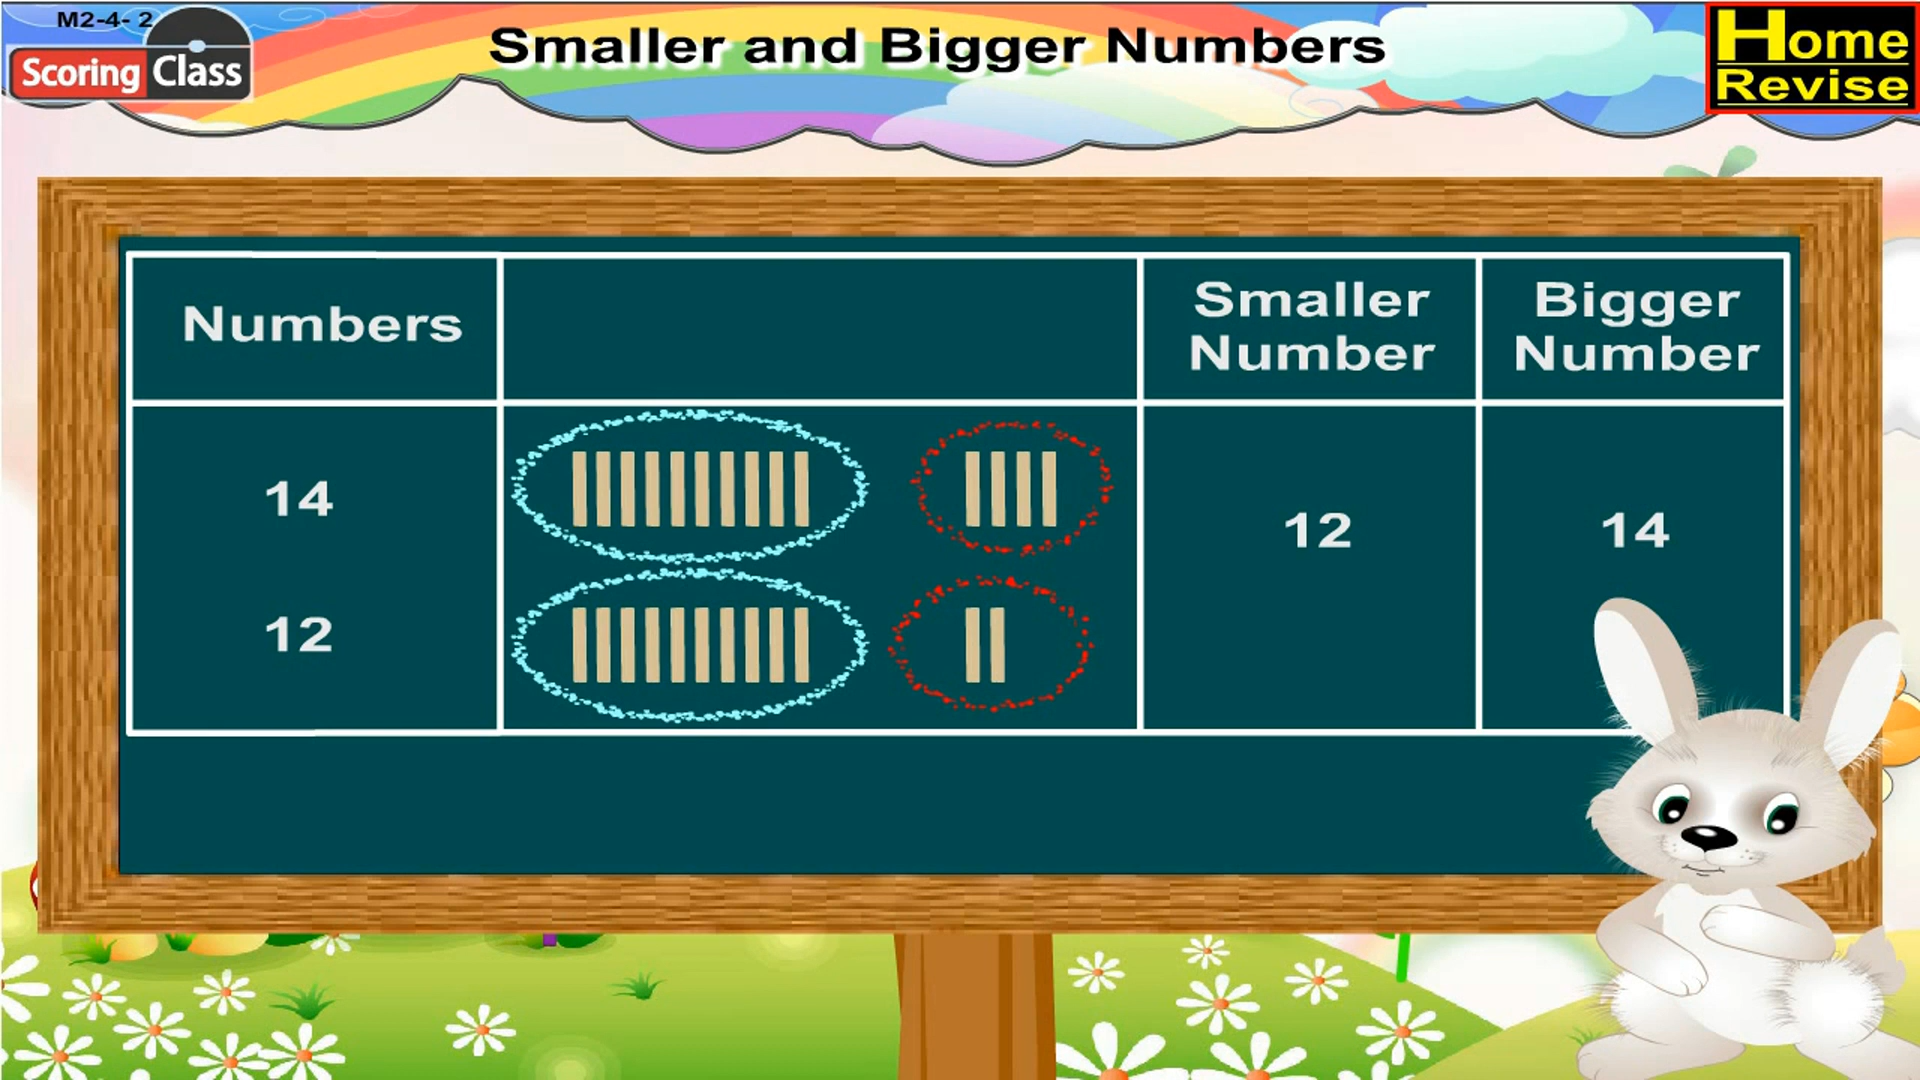 M2-4- 2
Scoring Class
Smaller and Bigger Numbers
Home
Revise
Numbers
Smaller
Number
Bigger
Number
14
12
12
14